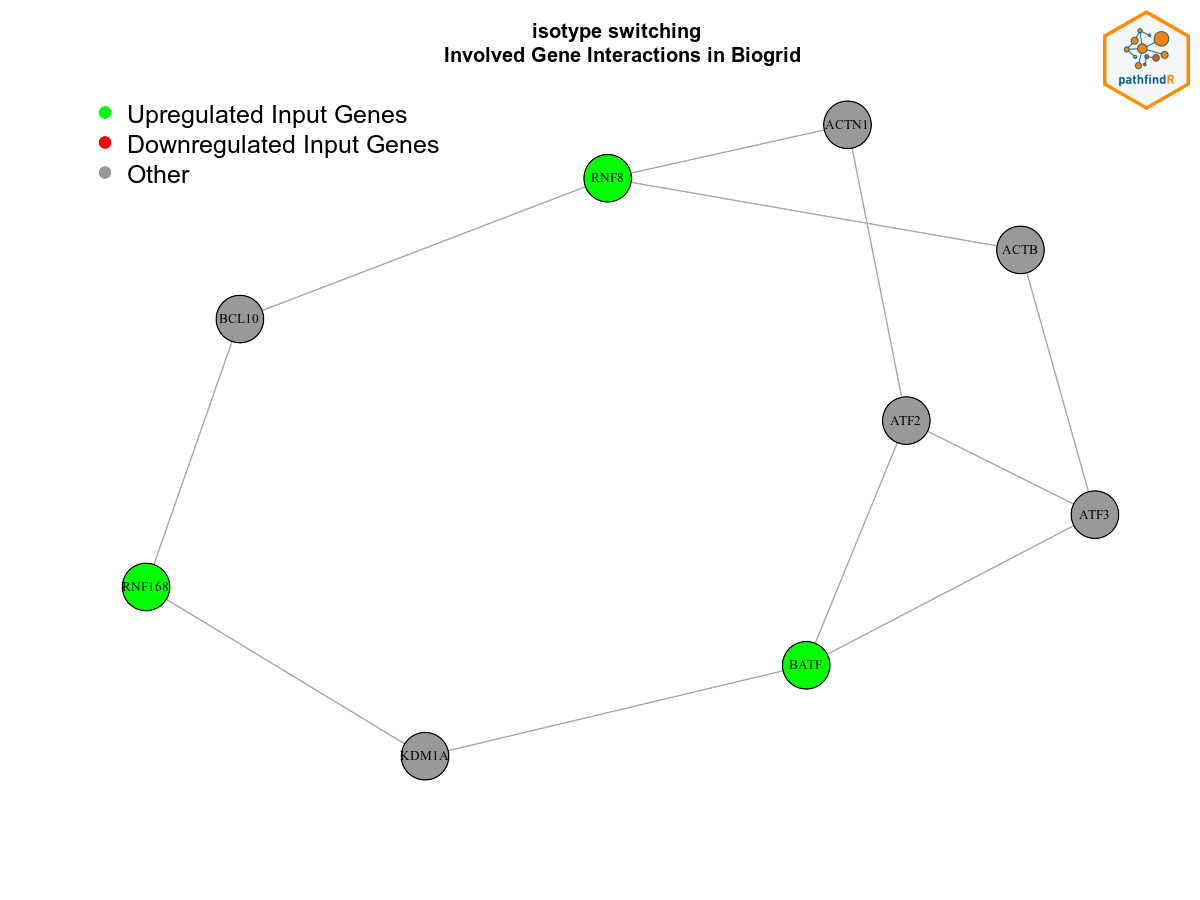 isotype switching
Involved Gene Interactions in Biogrid
pathfindR
Upregulated Input Genes
Downregulated Input Genes
Other
ACTN1
RNF8
ACTB
BCL10
ATF2
ATF3
RNF168
BATF
KDM1A